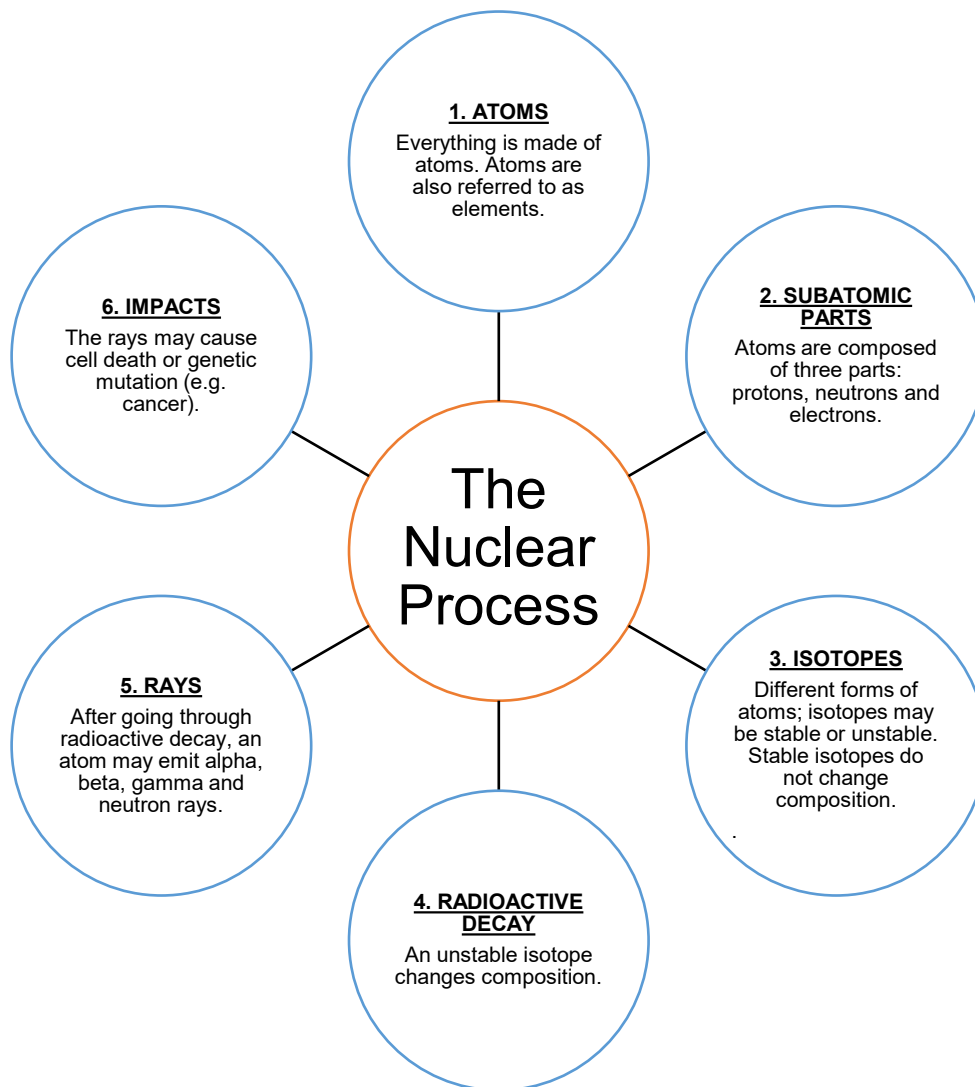 1. ATOMS
Everything is made of
atoms. Atoms are
also referred to as
elements.
2. SUBATOMIC
PARTS
Atoms are composed
of three parts:
protons, neutrons and
electrons.
3. ISOTOPES
Different forms of
atoms; isotopes may
be stable or unstable.
Stable isotopes do
not change
composition.
.
4. RADIOACTIVE
DECAY
An unstable isotope
changes composition.
5. RAYS
After going through
radioactive decay, an
atom may emit alpha,
beta, gamma and
neutron rays.
6. IMPACTS
The rays may cause
cell death or genetic
mutation (e.g.
cancer).
The
Nuclear
Process